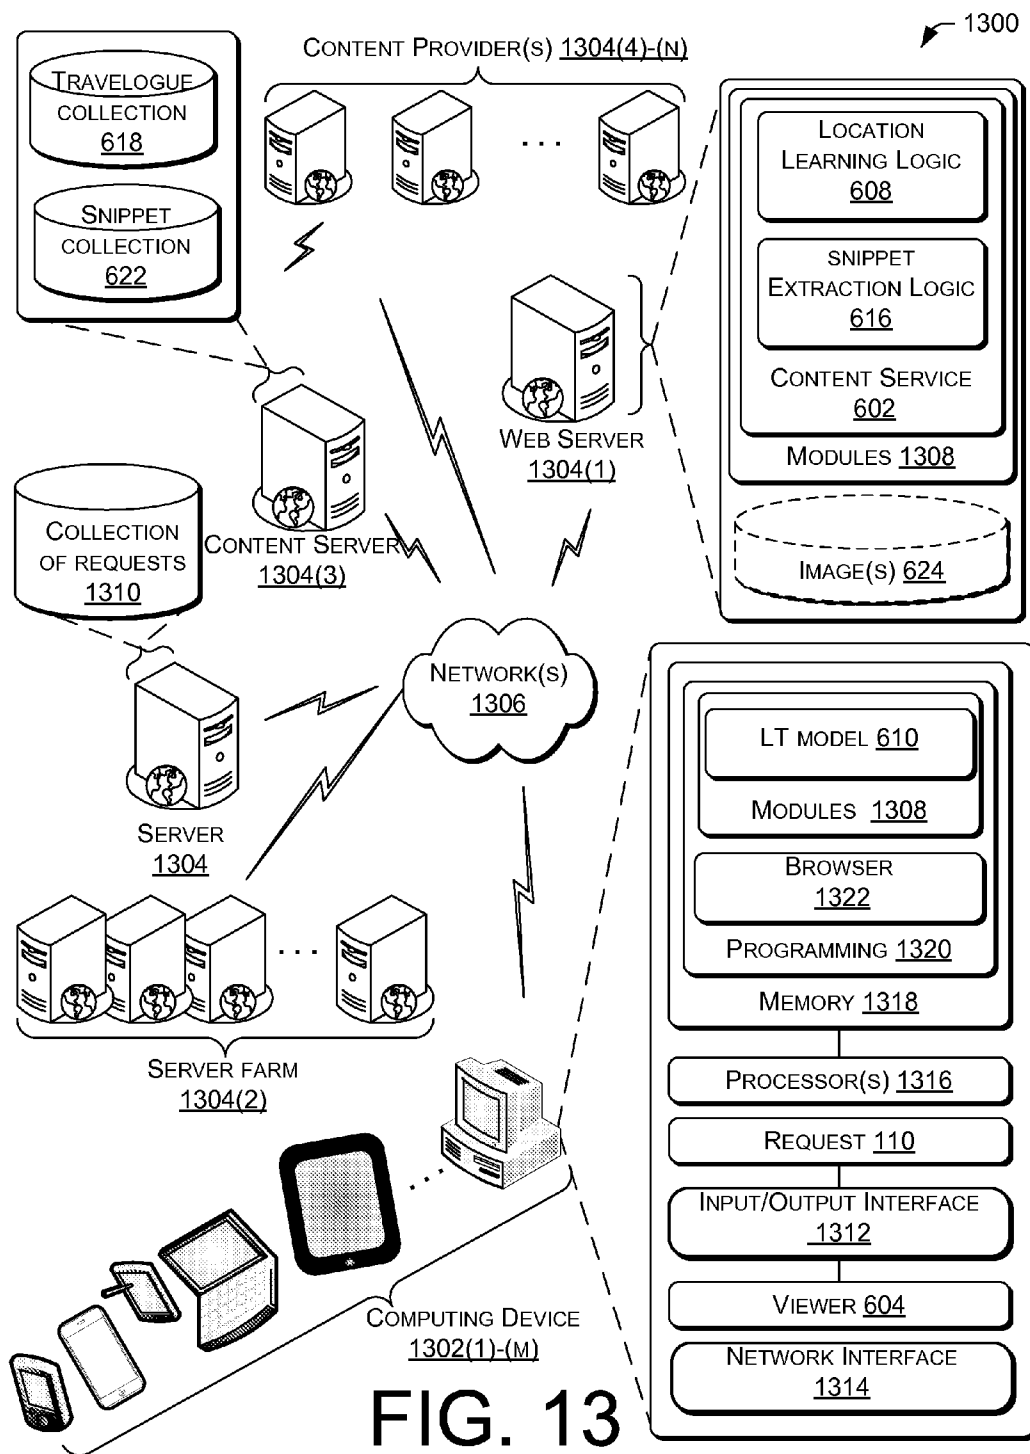 1300
CONTENT PROVIDER(S) 1304(4)-(N)
TRAVELOGUE
COLLECTION
618
SNIPPET
COLLECTION
622
LOCATION
LEARNING LOGIC
608
SNIPPET
EXTRACTION LOGIC
616
CONTENT SERVICE
602
MODULES 1308
IMAGE(S) 624
WEB SERVER
1304(1)
CONTENT SERVER
1304(3)
COLLECTION
OF REQUESTS
1310
NETWORK(S)
1306
SERVER
1304
SERVER FARM
1304(2)
LT MODEL 610
MODULES 1308
BROWSER
1322
PROGRAMMING 1320
MEMORY 1318
PROCESSOR(S) 1316
REQUEST 110
INPUT/OUTPUT INTERFACE
1312
VIEWER 604
NETWORK INTERFACE
1314
COMPUTING DEVICE
1302(1)-(M)
FIG. 13